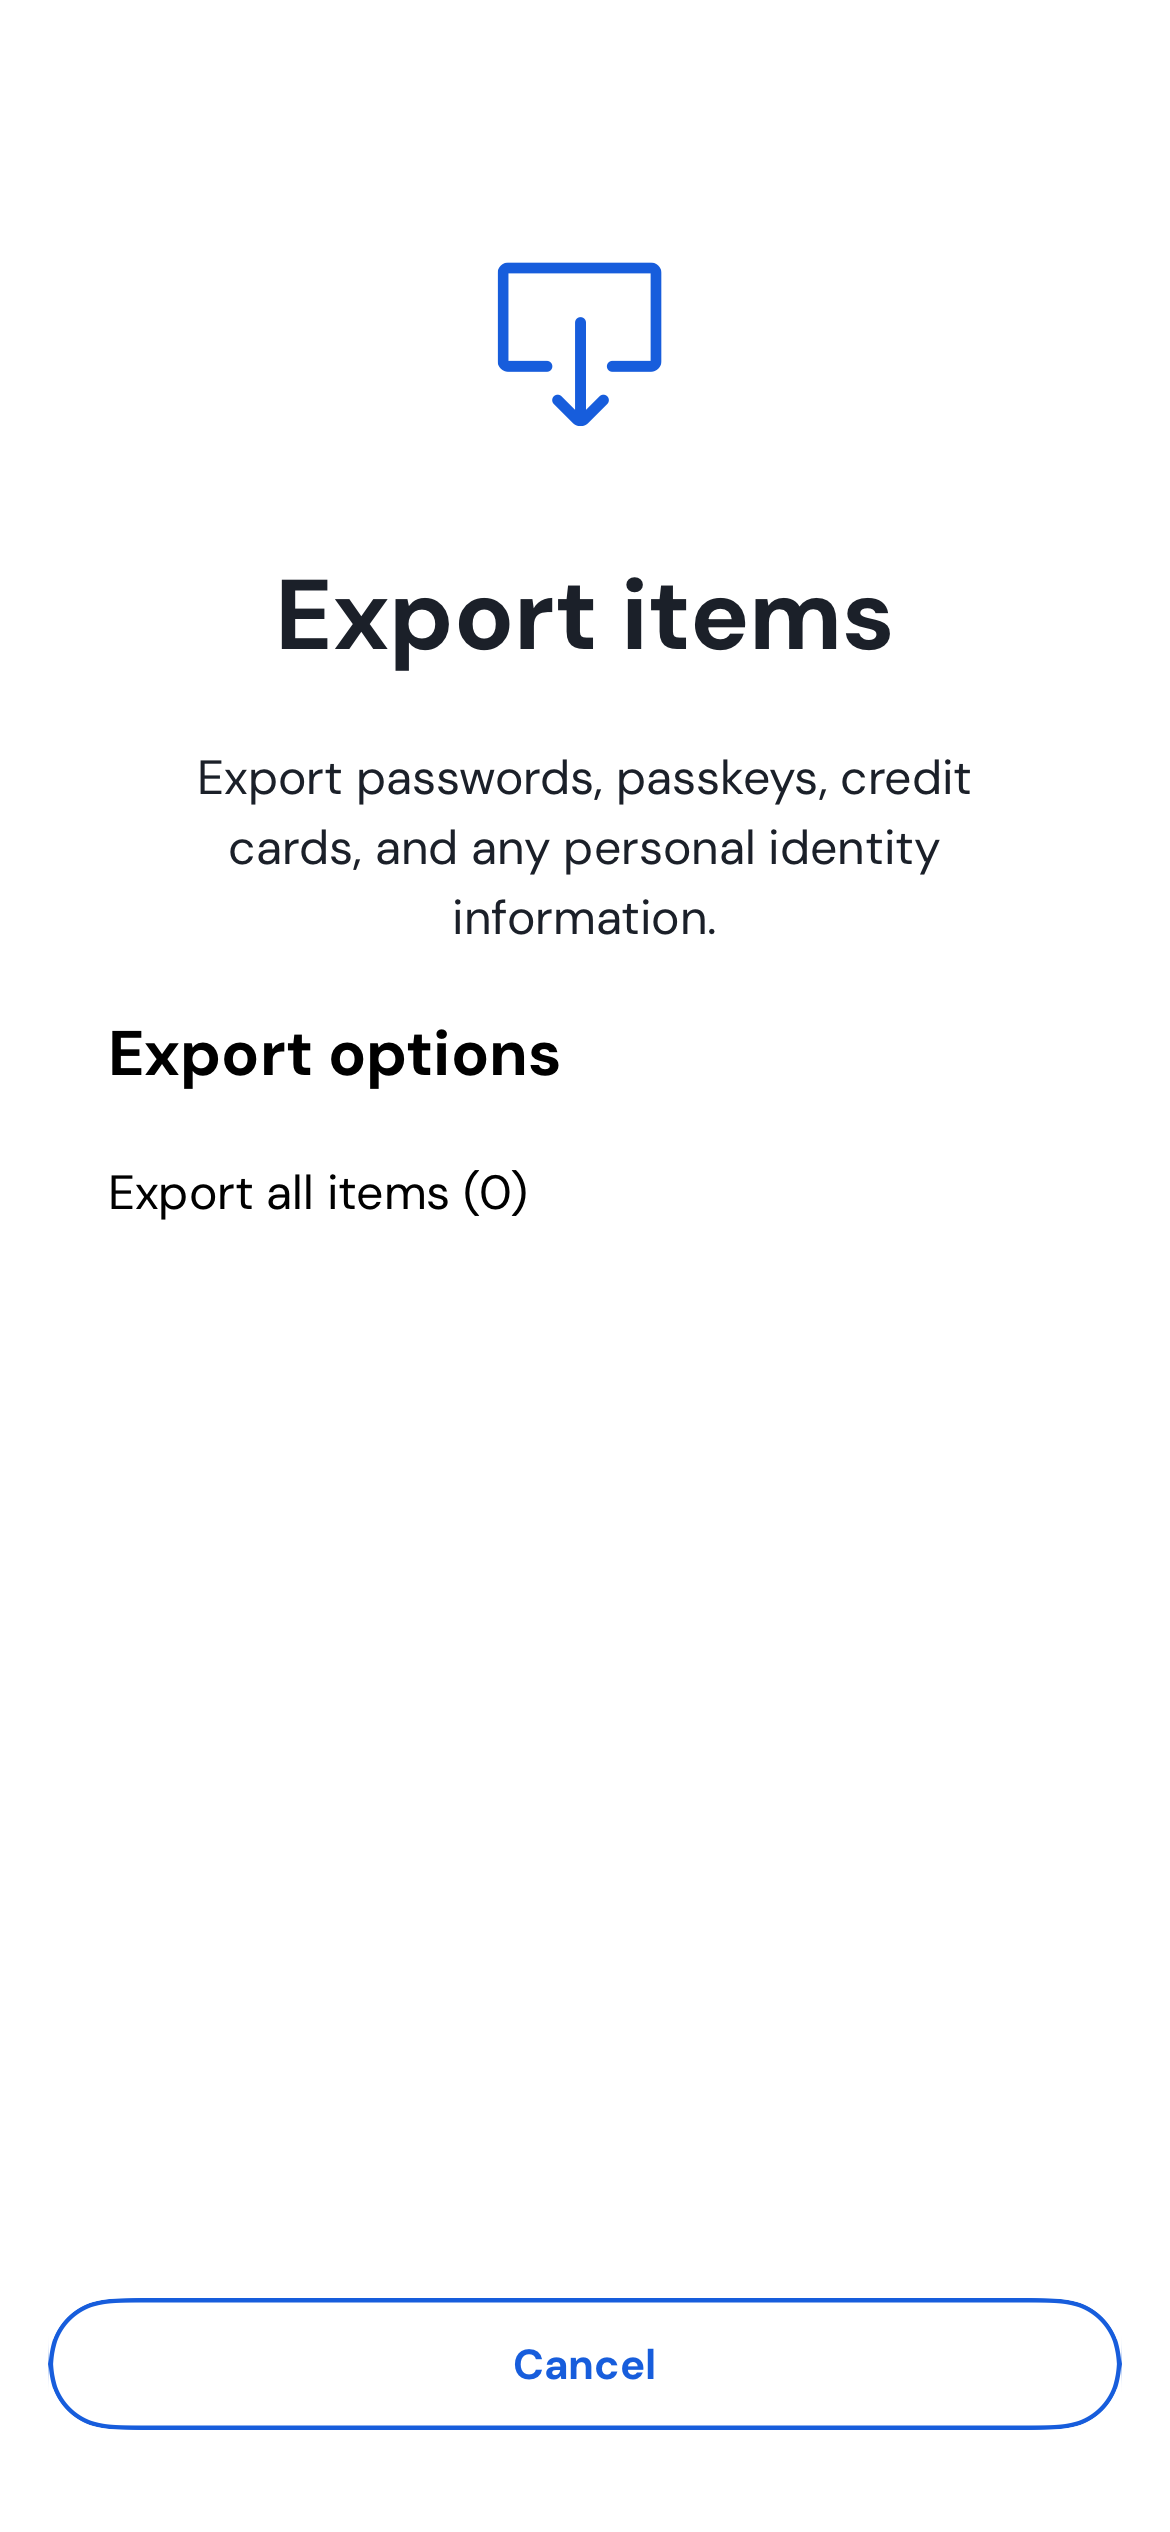 Export items
Export passwords, passkeys, credit
cards, and any personal identity
information.
Export options
Export all items (0)
Cancel